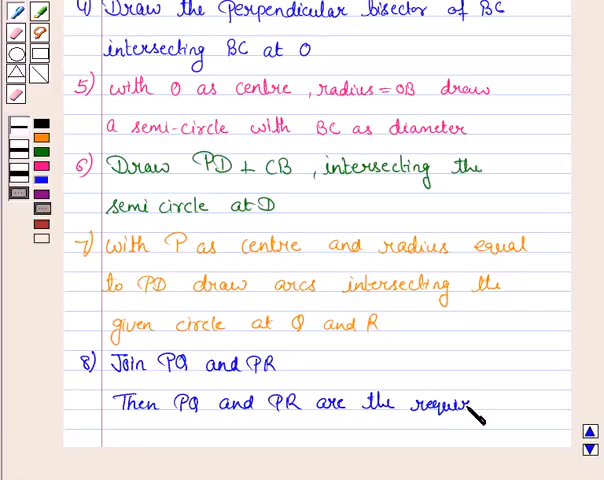 4) Draw the Perpendicular bisector of BC
intersecting BC at O
5) with O as centre, radius = OB draw
a semi-circle with BC as diameter
6) Draw PD ⊥ CB, intersecting the
semi circle at D
7) with P as centre and radius equal
to PD draw arcs intersecting the
given circle at Q and R
8) Join PQ and PR
Then PQ and PR are the requir